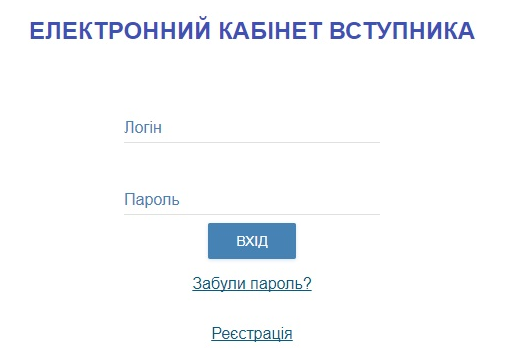 ЕЛЕКТРОННИЙ КАБІНЕТ ВСТУПНИКА
Логін
Пароль
ВХІД
Забули пароль?
Реєстрація